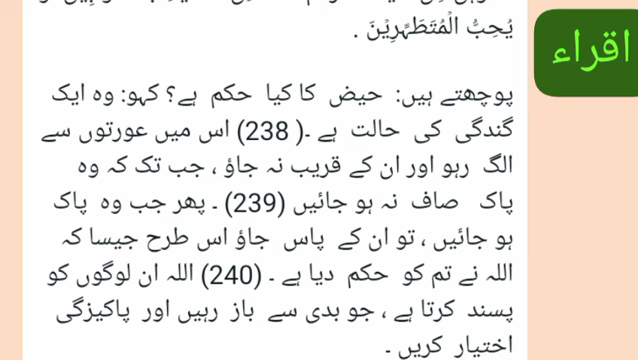 یُحِبُّ الْمُتَطَہِّرِیْنَ .
اقراء
پوچھتے ہیں: حیض کا کیا حکم ہے؟ کہو: وہ ایک
گندگی کی حالت ہے ۔( 238) اس میں عورتوں سے
الگ رہو اور ان کے قریب نہ جاؤ ، جب تک کہ وہ
پاک صاف نہ ہو جائیں (239) ۔ پھر جب وہ پاک
ہو جائیں ، تو ان کے پاس جاؤ اس طرح جیسا کہ
اللہ نے تم کو حکم دیا ہے ۔ (240) اللہ ان لوگوں کو
پسند کرتا ہے ، جو بدی سے باز رہیں اور پاکیزگی
اختیار کریں ۔